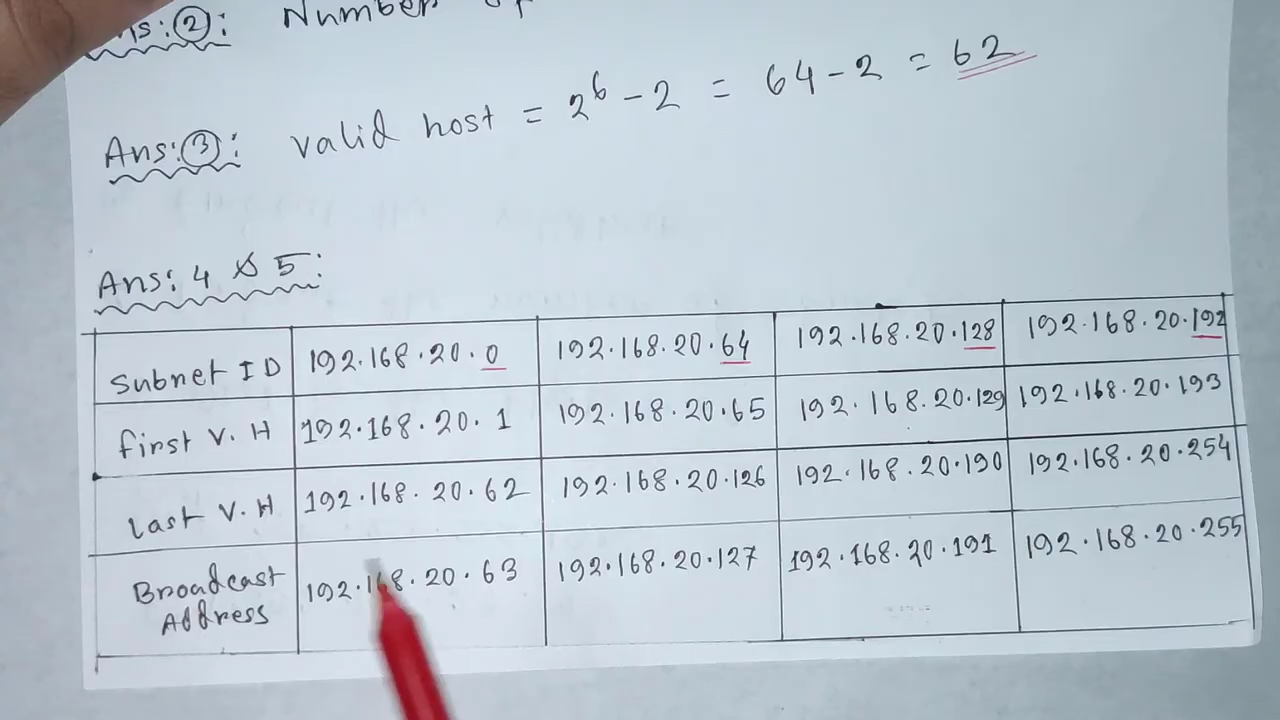 Ans: ②: Number
Ans: ③: valid host = 2⁶ - 2 = 64 - 2 = 62
Ans: 4 & 5:
Subnet ID 192.168.20.0 192.168.20.64 192.168.20.128 192.168.20.192
first V.H 192.168.20.1 192.168.20.65 192.168.20.129 192.168.20.193
Last V.H 192.168.20.62 192.168.20.126 192.168.20.190 192.168.20.254
Broadcast Address 192.168.20.63 192.168.20.127 192.168.20.191 192.168.20.255